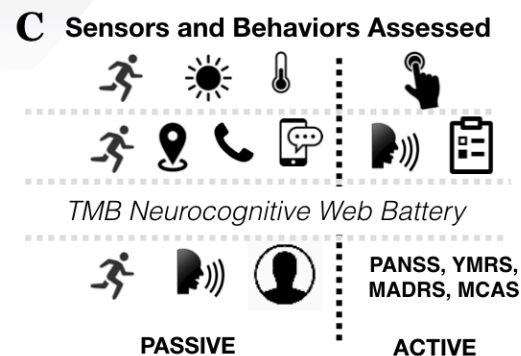 C Sensors and Behaviors Assessed
TMB Neurocognitive Web Battery
PANSS, YMRS,
MADRS, MCAS
PASSIVE
ACTIVE